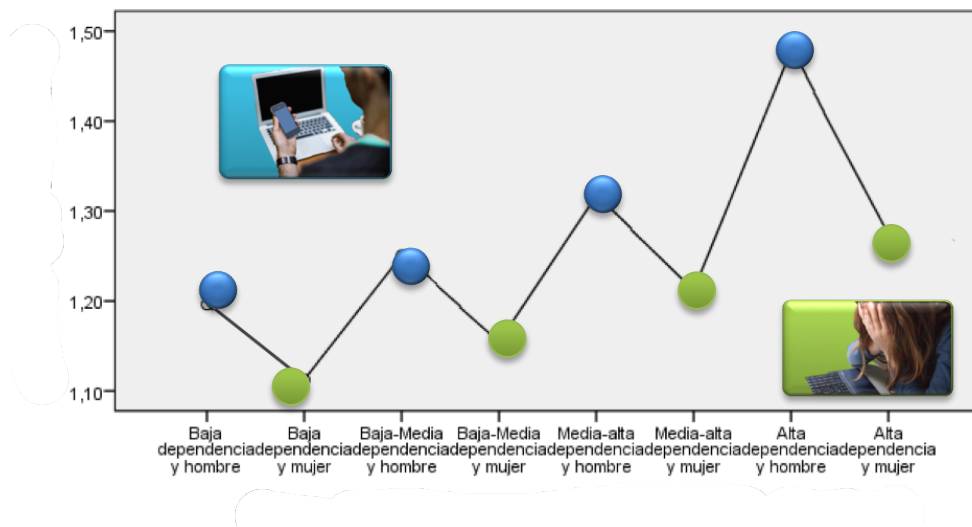 1,50
1,40
1,30
1,20
1,10
Baja
dependencia
y hombre
Baja
dependencia
y mujer
Baja-Media
dependencia
y hombre
Baja-Media
dependencia
y mujer
Media-alta
dependencia
y hombre
Media-alta
dependencia
y mujer
Alta
dependencia
y hombre
Alta
dependencia
y mujer